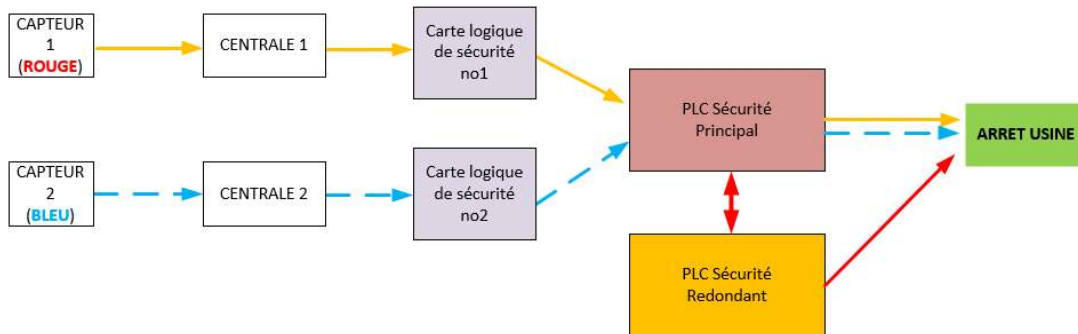 CAPTEUR
1
(ROUGE)
CENTRALE 1
Carte logique
de sécurité
no1
PLC Sécurité
Principal
ARRET USINE
CAPTEUR
2
(BLEU)
CENTRALE 2
Carte logique
de sécurité
no2
PLC Sécurité
Redondant